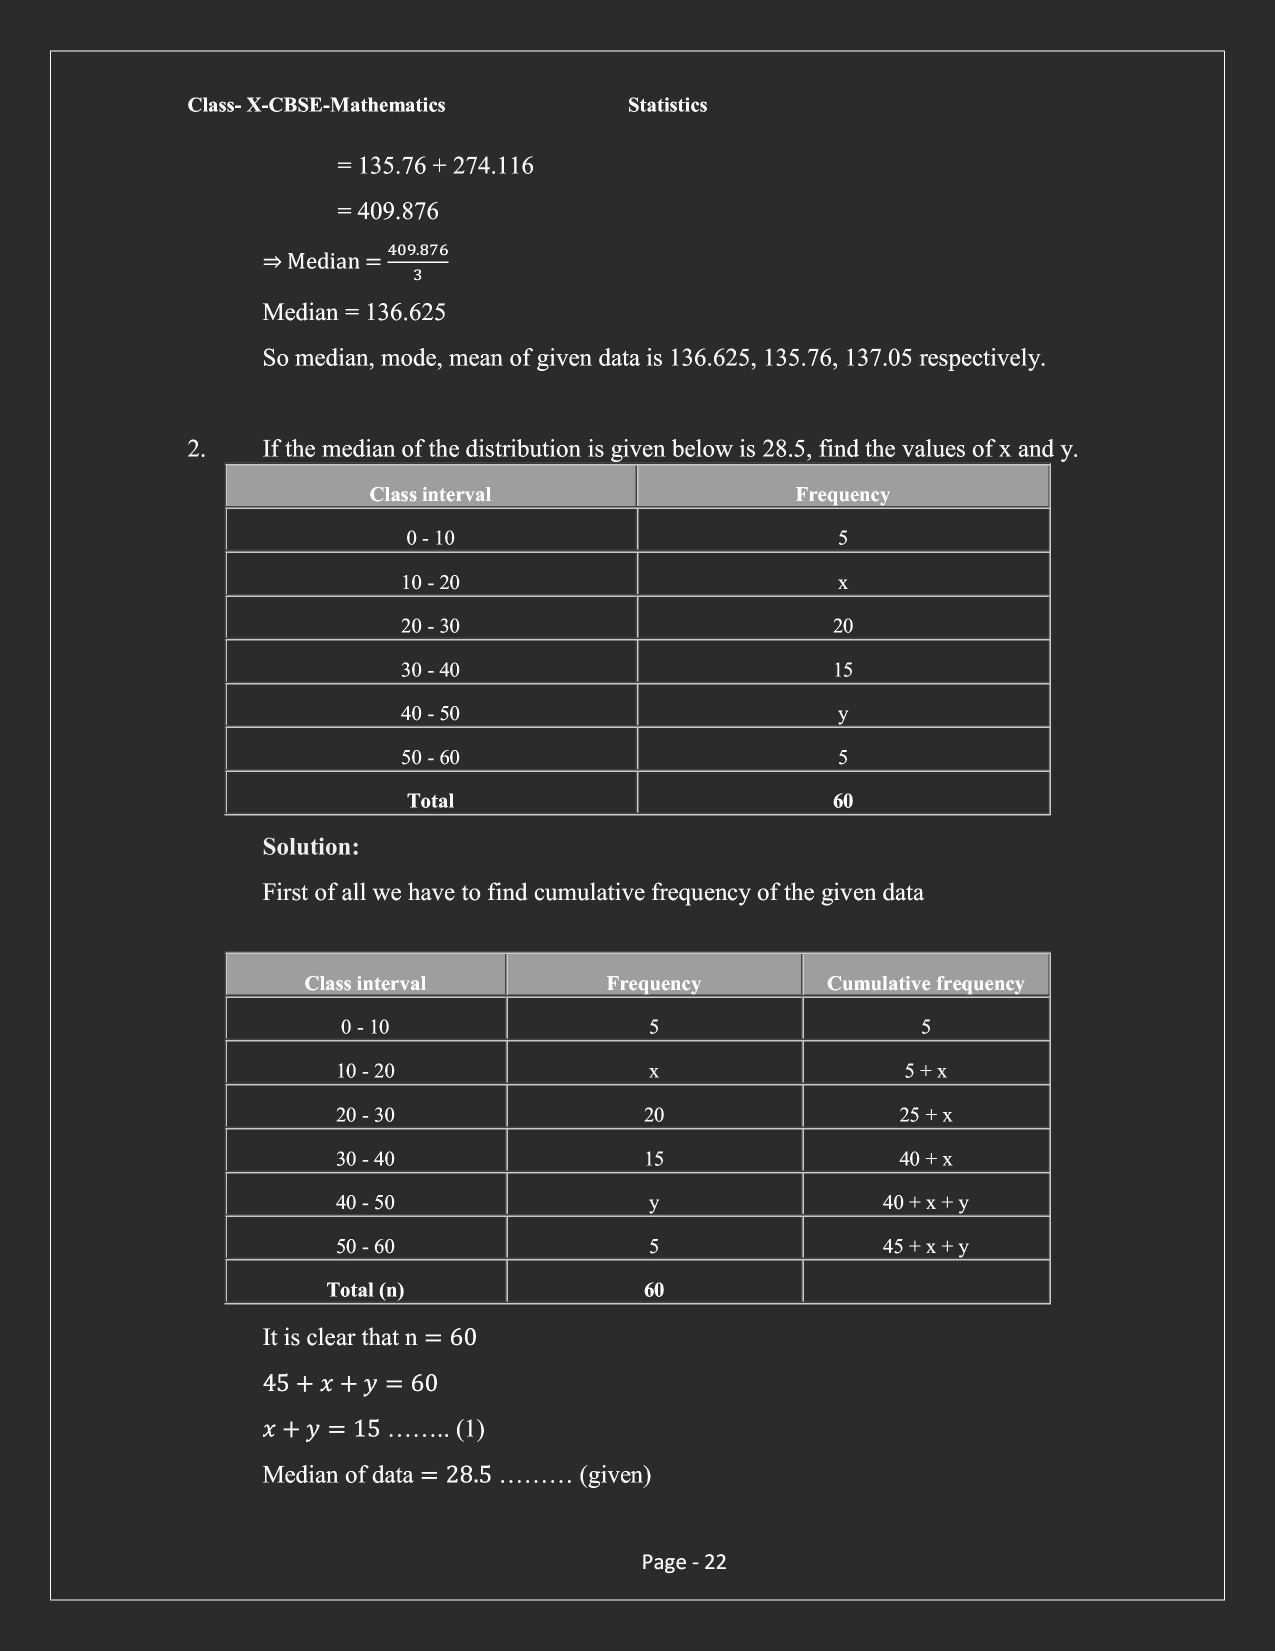 Class- X-CBSE-Mathematics Statistics
= 135.76 + 274.116
= 409.876
⇒ Median = 409.876/3
Median = 136.625
So median, mode, mean of given data is 136.625, 135.76, 137.05 respectively.
2. If the median of the distribution is given below is 28.5, find the values of x and y.
Class interval Frequency
0 - 10 5
10 - 20 x
20 - 30 20
30 - 40 15
40 - 50 y
50 - 60 5
Total 60
Solution:
First of all we have to find cumulative frequency of the given data
Class interval Frequency Cumulative frequency
0 - 10 5 5
10 - 20 x 5 + x
20 - 30 20 25 + x
30 - 40 15 40 + x
40 - 50 y 40 + x + y
50 - 60 5 45 + x + y
Total (n) 60
It is clear that n = 60
45 + x + y = 60
x + y = 15 …….. (1)
Median of data = 28.5 ……… (given)
Page - 22